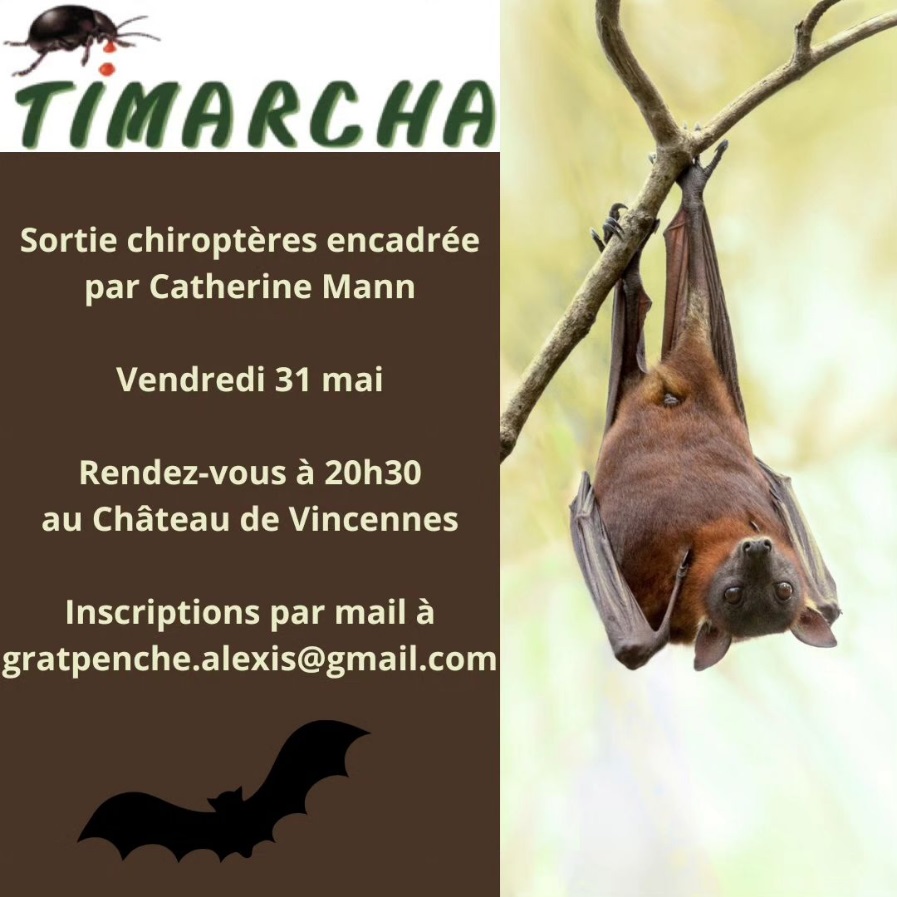 TIMARCHA
Sortie chiroptères encadrée
par Catherine Mann
Vendredi 31 mai
Rendez-vous à 20h30
au Château de Vincennes
Inscriptions par mail à
gratpenche.alexis@gmail.com